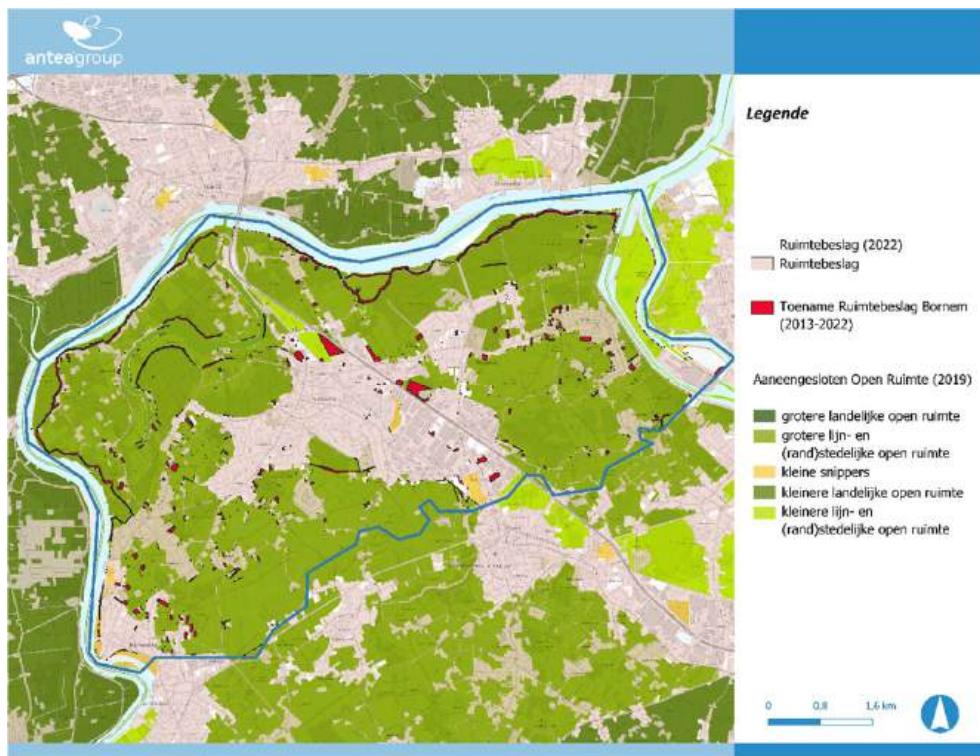 anteagroup
Legende
Ruimtebeslag (2022)
Ruimtebeslag
Toename Ruimtebeslag Bornem
(2013-2022)
Aaneengesloten Open Ruimte (2019)
grotere landelijke open ruimte
grotere lijn- en
(rand)stedelijke open ruimte
kleine snippers
kleinere landelijke open ruimte
kleinere lijn- en
(rand)stedelijke open ruimte
0 0,8 1,6 km